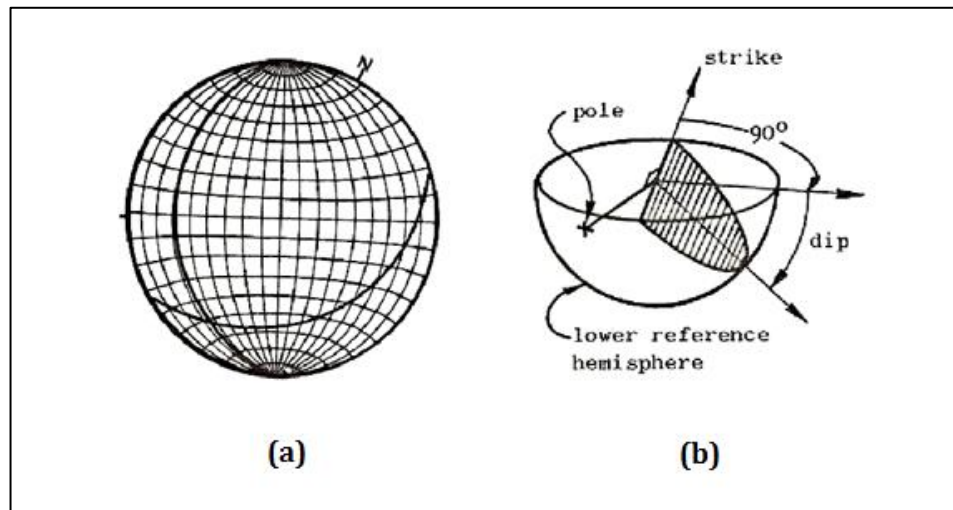 N
strike
pole
90°
dip
lower reference
hemisphere
(a)
(b)